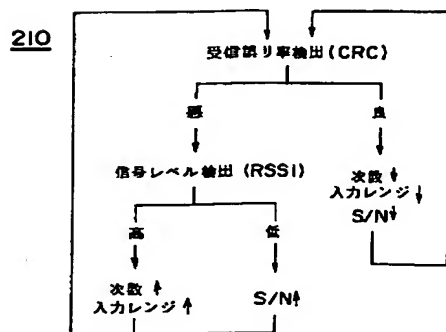 210
受信誤り率検出(CRC)
悪
良
信号レベル検出(RSSI)
次数↓
入力レンジ↓
S/N↓
高
低
次数↑
入力レンジ↑
S/N↑